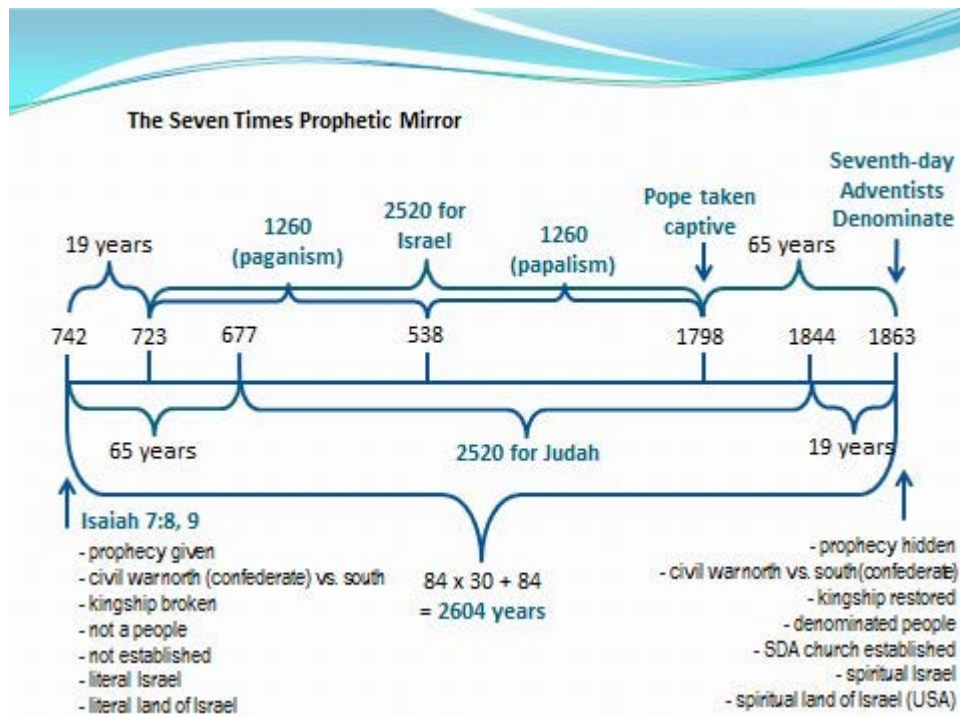 The Seven Times Prophetic Mirror
Seventh-day
Adventists
Denominate
Pope taken
captive
2520 for
Israel
1260
(paganism)
1260
(papalism)
19 years
65 years
742 723 677 538 1798 1844 1863
65 years
2520 for Judah
19 years
Isaiah 7:8, 9
- prophecy given
- civil war north (confederate) vs. south
- kingship broken
- not a people
- not established
- literal Israel
- literal land of Israel
84 x 30 + 84
= 2604 years
- prophecy hidden
- civil war north vs. south(confederate)
- kingship restored
- denominated people
- SDA church established
- spiritual Israel
- spiritual land of Israel (USA)